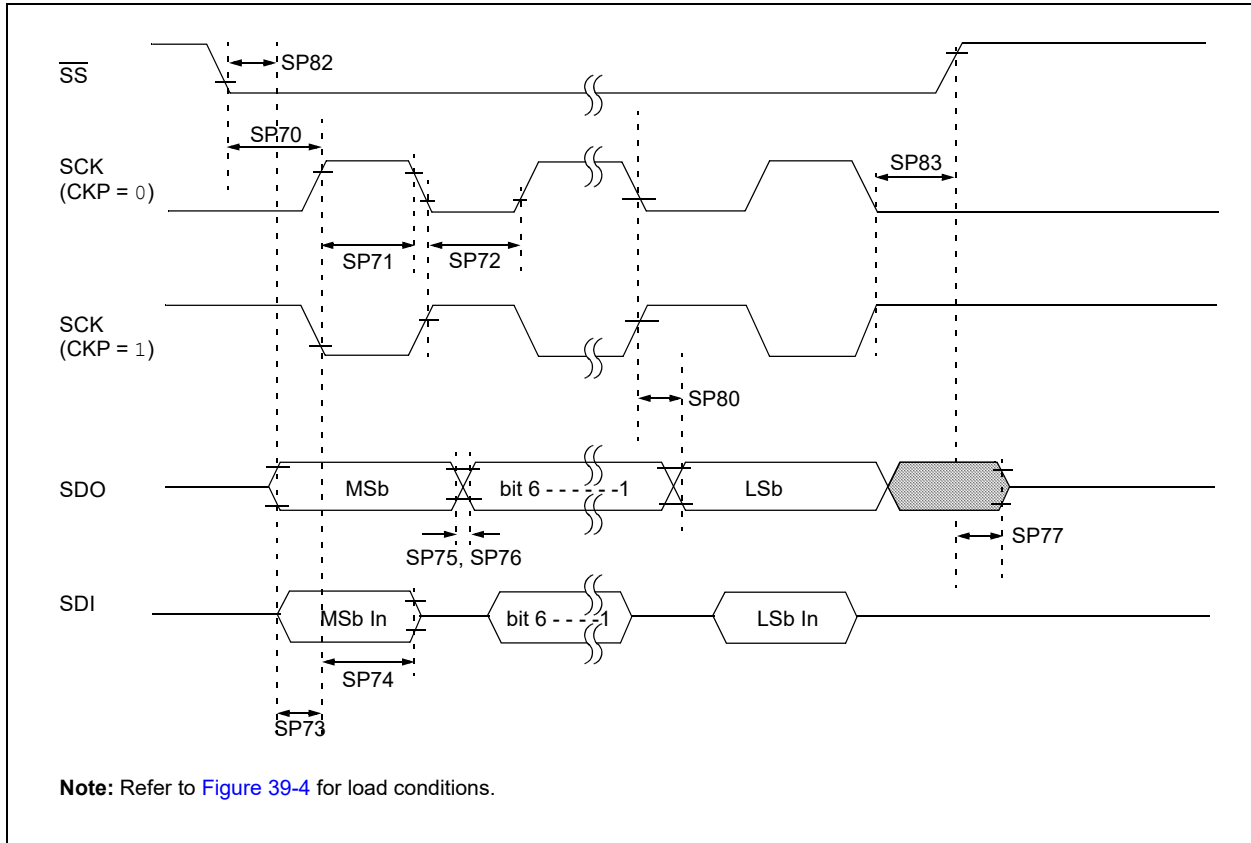 SS
SP82
SP70
SCK
(CKP = 0)
SP83
SP71
SP72
SCK
(CKP = 1)
SP80
SDO
MSb
bit 6 - - - - - -1
LSb
SP75, SP76
SP77
SDI
MSb In
bit 6 - - - -1
LSb In
SP74
SP73
Note: Refer to Figure 39-4 for load conditions.